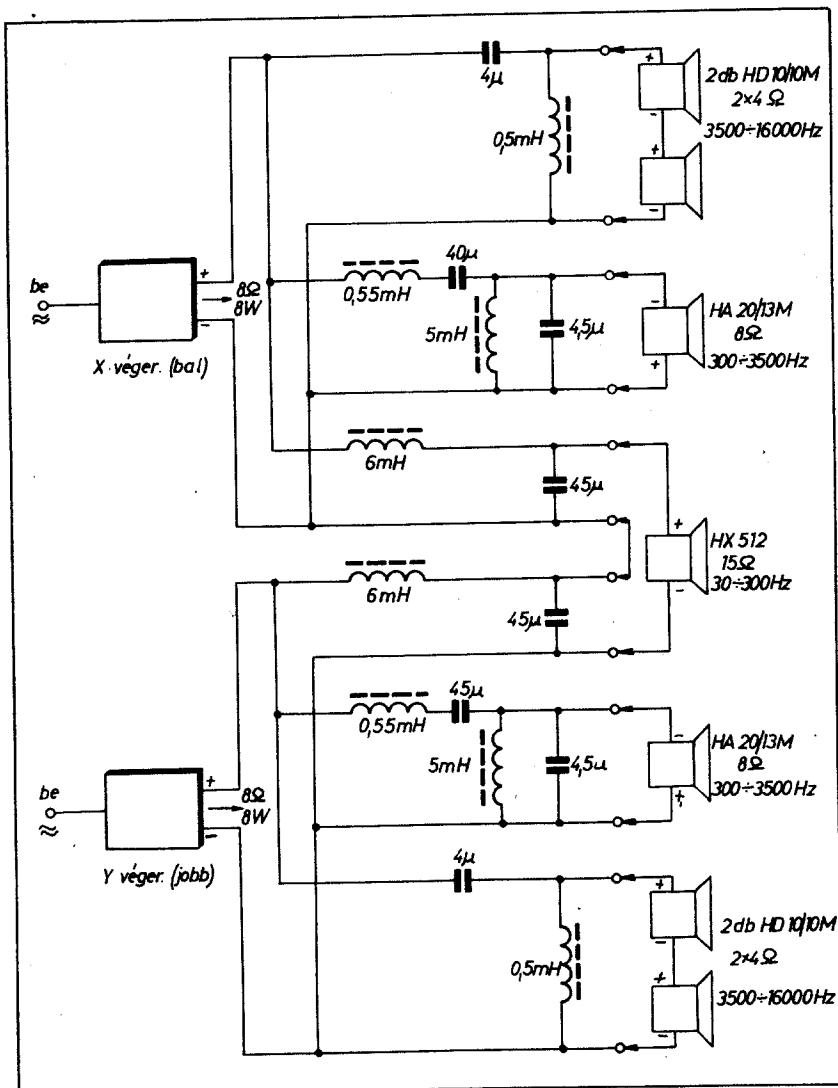 4µ
+
2db HD 10/10M
2×4Ω
-
3500÷16000Hz
0,5mH
+
-
be
≈
+
8Ω
8W
-
X véger. (bal)
0,55mH
40µ
5mH
4,5µ
-
HA 20/13M
8Ω
300÷3500Hz
+
6mH
45µ
+
HX 512
15Ω
30÷300Hz
-
6mH
45µ
0,55mH
45µ
5mH
4,5µ
-
HA 20/13M
8Ω
300÷3500Hz
+
be
≈
+
8Ω
8W
-
Y véger. (jobb)
4µ
0,5mH
+
2db HD 10/10M
-
2×4Ω
+
3500÷16000Hz
-